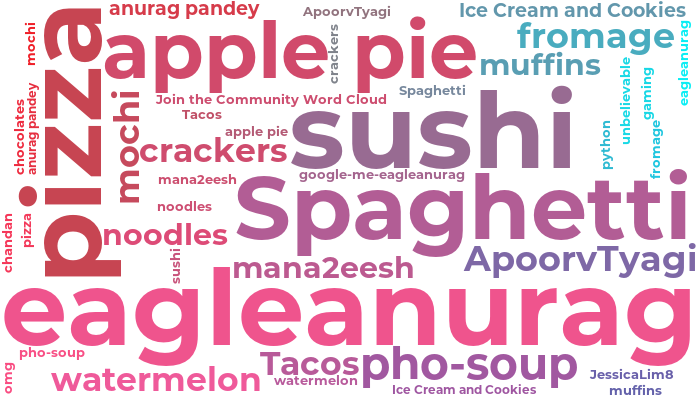 anurag pandey
ApoorvTyagi
Ice Cream and Cookies
pizza
mochi
apple pie
crackers
fromage
eagleanurag
muffins
unbelievable
gaming
chocolates
anurag pandey
mochi
Join the Community Word Cloud
Spaghetti
Tacos
sushi
apple pie
python
fromage
crackers
mana2eesh
google-me-eagleanurag
Spaghetti
noodles
chandan
pizza
noodles
sushi
mana2eesh
ApoorvTyagi
eagleanurag
pho-soup
omg
watermelon
Tacos
watermelon
pho-soup
Ice Cream and Cookies
JessicaLim8
muffins